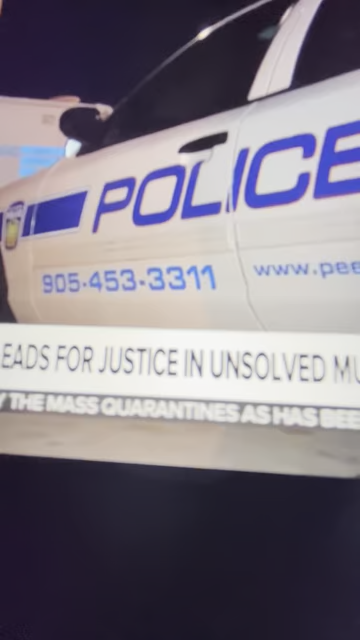 POLICE
905-453-3311
www.pee
EADS FOR JUSTICE IN UNSOLVED MU
Y THE MASS QUARANTINES AS HAS BEE